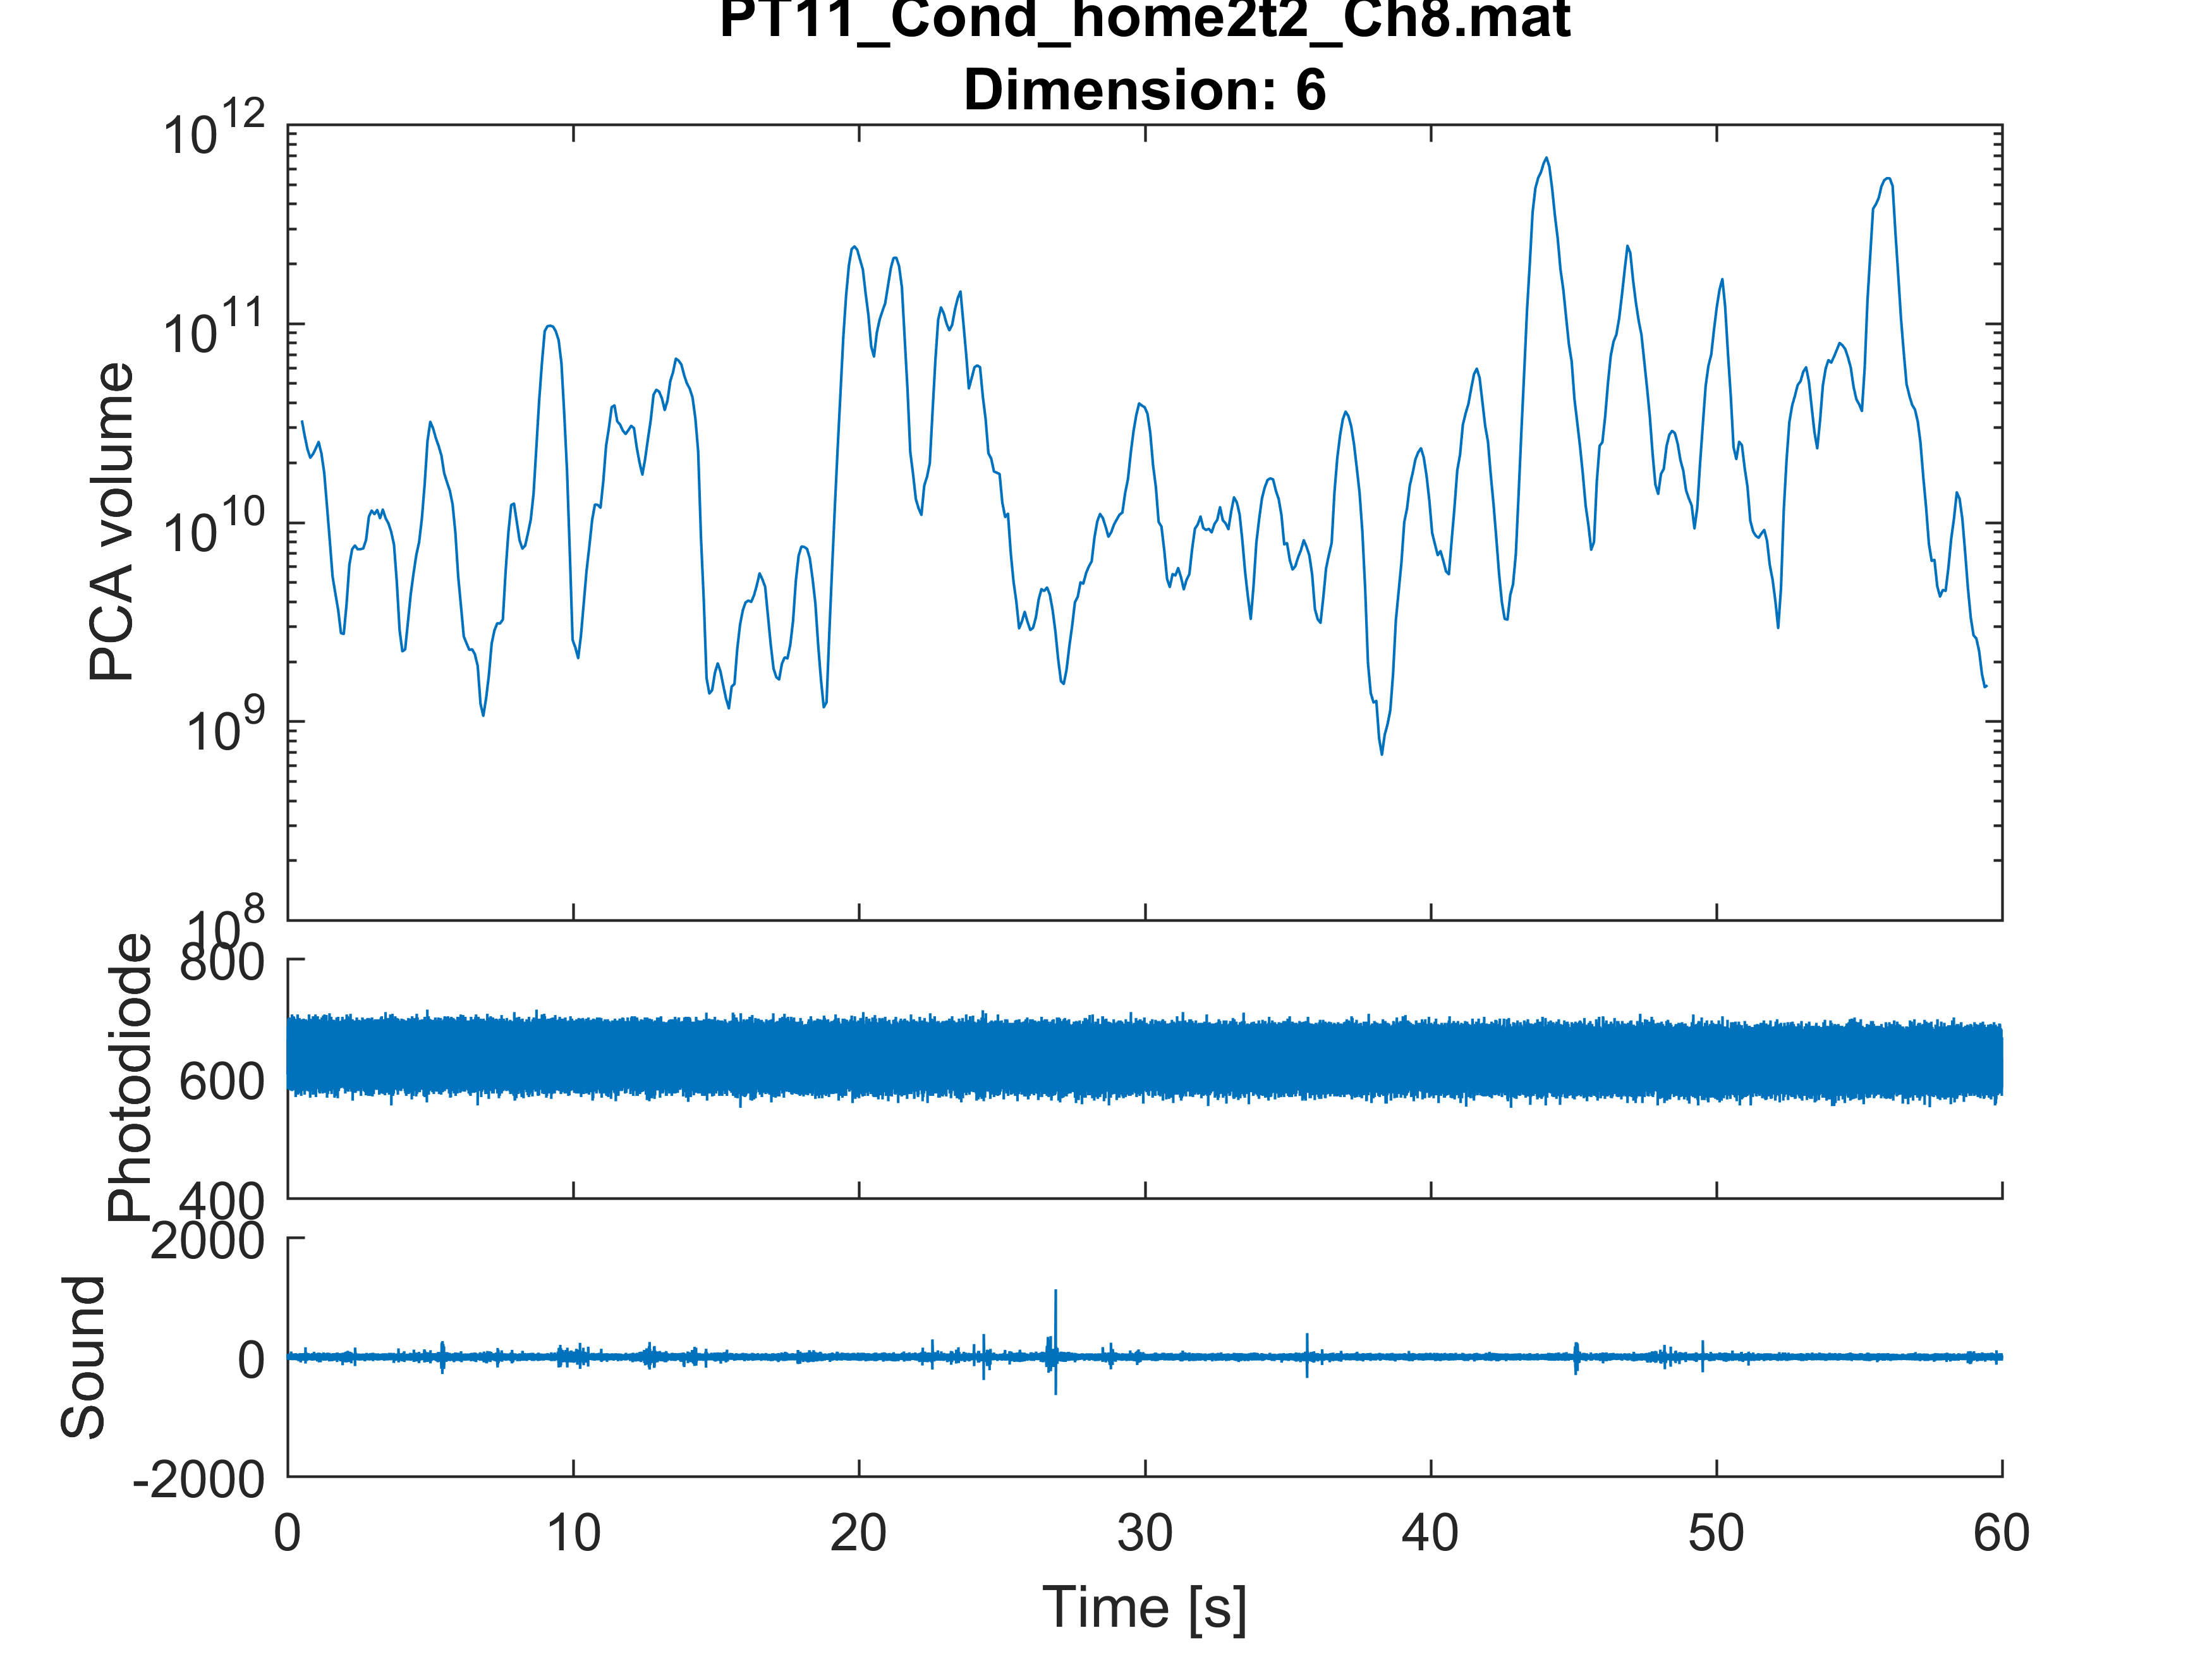 PT11_Cond_home2t2_Ch8.mat
Dimension: 6
PCA volume
10^12
10^11
10^10
10^9
10^8
Photodiode
800
600
400
Sound
2000
0
-2000
0 10 20 30 40 50 60
Time [s]